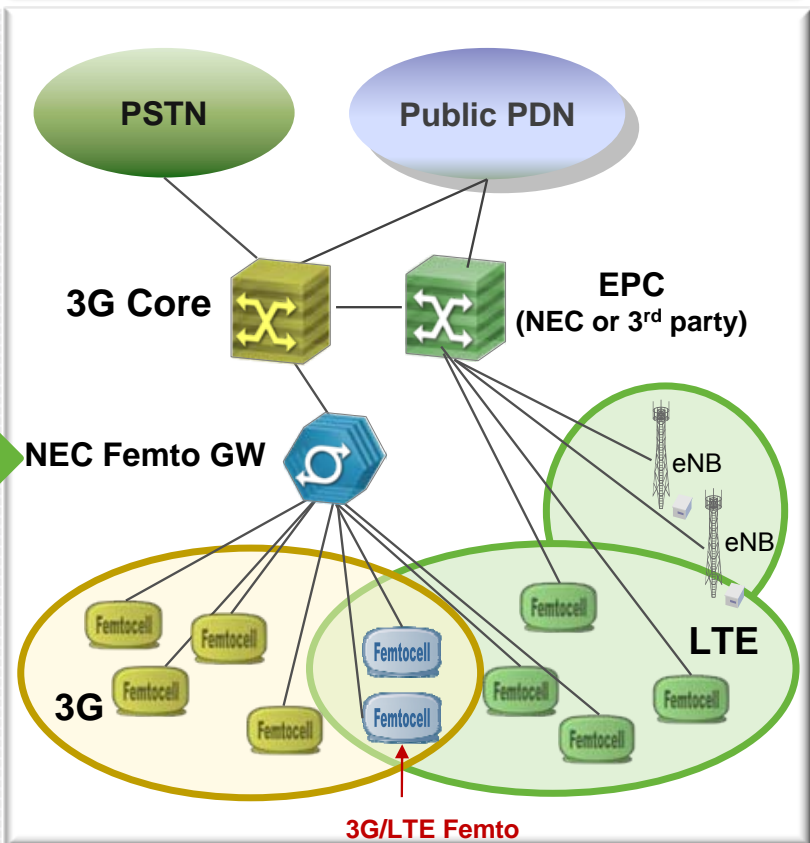 PSTN
Public PDN
3G Core
EPC
(NEC or 3rd party)
NEC Femto GW
eNB
eNB
Femtocell
Femtocell
Femtocell
Femtocell
Femtocell
Femtocell
Femtocell
Femtocell
Femtocell
Femtocell
LTE
3G
3G/LTE Femto